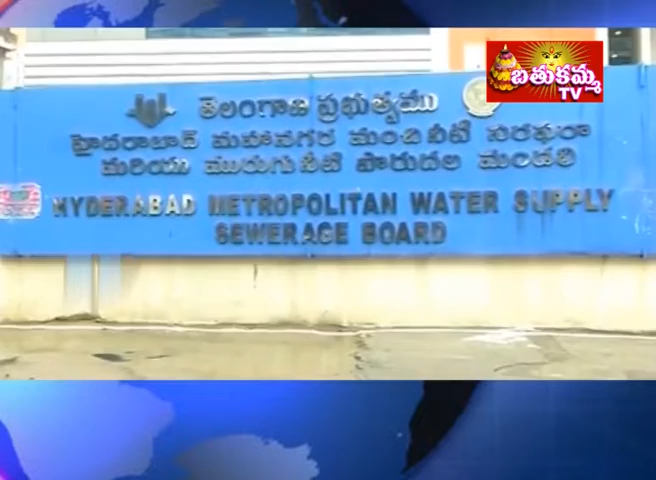 బతుకమ్మ
TV
తెలంగాణ ప్రభుత్వము
హైదరాబాద్ మహానగర మంచి నీటి సరఫరా
మరియు మురుగు నీటి పారుదల మండలి
HYDERABAD METROPOLITAN WATER SUPPLY
SEWERAGE BOARD